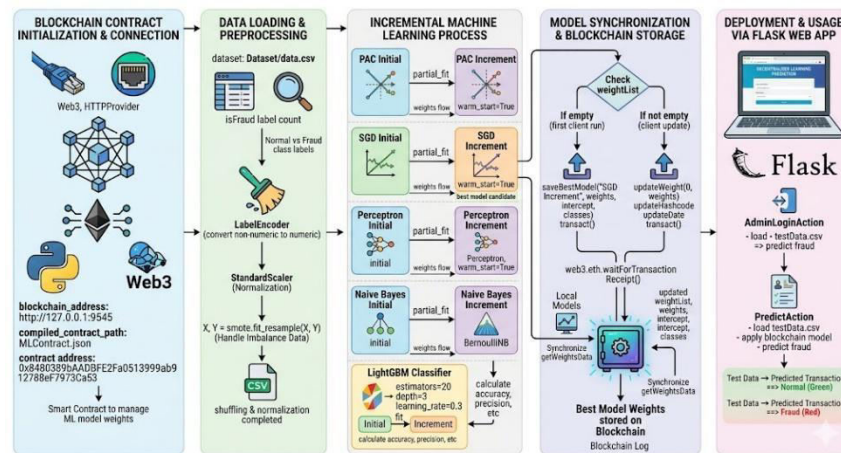 BLOCKCHAIN CONTRACT
INITIALIZATION & CONNECTION
Web3, HTTPProvider
Web3
blockchain_address:
http://127.0.0.1:9545
compiled_contract_path:
MLContract.json
contract address:
0x8480389bAADBFE2Fa0513999ab9
12788eF7973Ca53
Smart Contract to manage
ML model weights
DATA LOADING &
PREPROCESSING
dataset: Dataset/data.csv
isFraud label count
Normal vs Fraud
class labels
LabelEncoder
(convert non-numeric to numeric)
StandardScaler
(Normalization)
X, Y = smote.fit_resample(X, Y)
(Handle Imbalance Data)
CSV
shuffling & normalization
completed
INCREMENTAL MACHINE
LEARNING PROCESS
PAC Initial
partial_fit
weights flow
PAC Increment
warm_start=True
SGD Initial
partial_fit
weights flow
SGD
Increment
warm_start=True
best model candidate
Perceptron
Initial
initial
partial_fit
weights flow
Perceptron
Increment
Perceptron,
warm_start=True
Naive Bayes
Initial
partial_fit
weights flow
Naive Bayes
Increment
BernoulliNB
LightGBM Classifier
estimators=20
depth=3
learning_rate=0.3
fit
Initial
Increment
calculate accuracy, precision, etc
calculate
accuracy,
precision,
etc
MODEL SYNCHRONIZATION
& BLOCKCHAIN STORAGE
Check
weightList
If empty
(first client run)
If not empty
(client update)
saveBestModel("SGD
Increment", weights,
intercept,
classes)
transact()
updateWeight(0,
weights)
updateHashcode
updateDate
transact()
web3.eth.waitForTransaction
Receipt()
Local
Models
Synchronize
getWeightsData
updated
weightList,
weights,
intercept,
intercept,
classes
Synchronize
getWeightsData
Best Model Weights
stored on
Blockchain
Blockchain Log
DEPLOYMENT & USAGE
VIA FLASK WEB APP
DECENTRALISED LEARNING
PREDICTION
Flask
AdminLoginAction
- load - testData.csv
=> predict fraud
PredictAction
- load testData.csv
- apply blockchain model
- predict fraud
Test Data → Predicted Transaction
==> Normal (Green)
Test Data → Predicted Transaction
==> Fraud (Red)